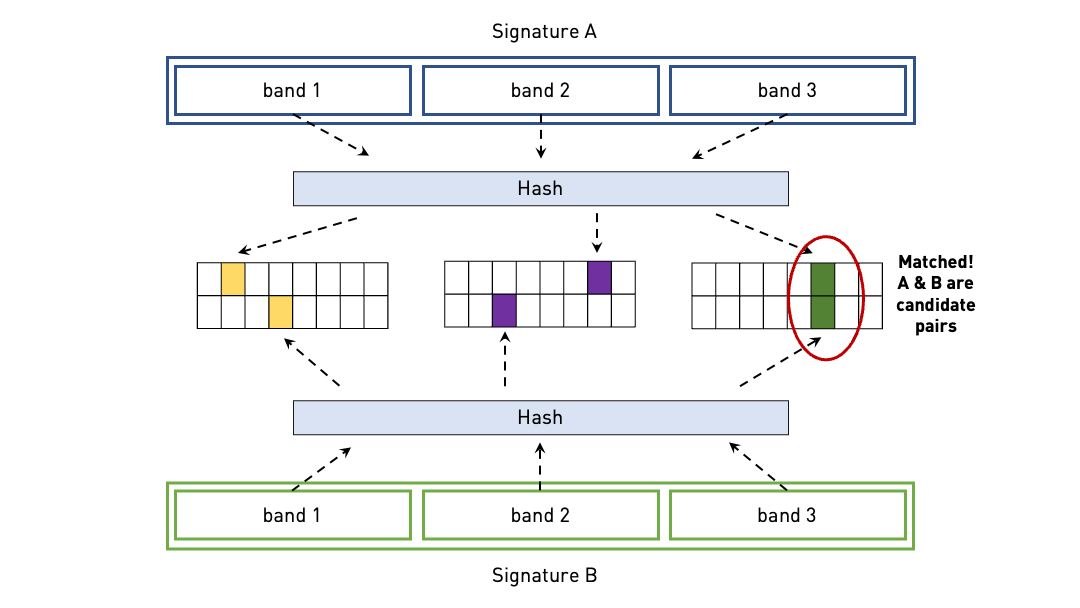 Signature A
band 1
band 2
band 3
Hash
Matched!
A & B are
candidate
pairs
Hash
band 1
band 2
band 3
Signature B